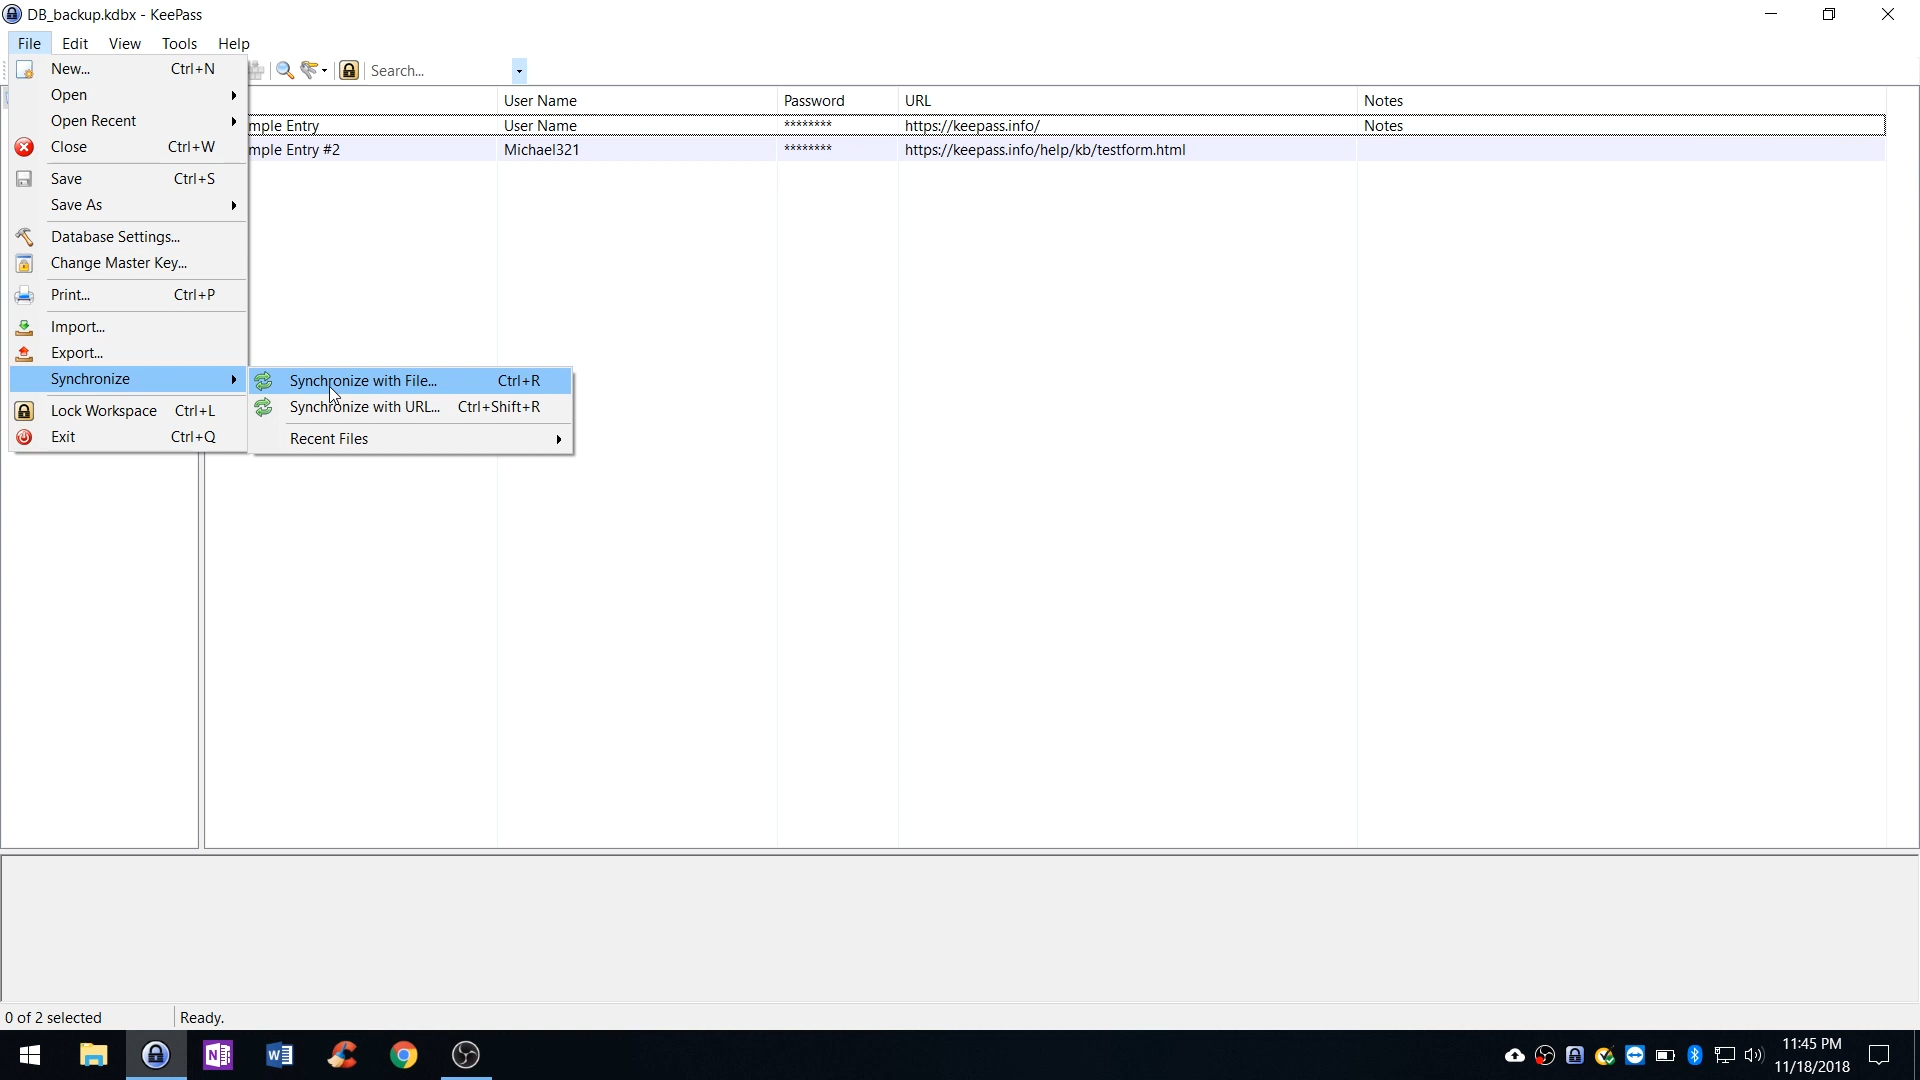 DB_backup.kdbx - KeePass
File Edit View Tools Help
New... Ctrl+N
Search...
Open
Open Recent
Close Ctrl+W
Save Ctrl+S
Save As
Database Settings...
Change Master Key...
Print... Ctrl+P
Import...
Export...
Synchronize
Lock Workspace Ctrl+L
Exit Ctrl+Q
Synchronize with File... Ctrl+R
Synchronize with URL... Ctrl+Shift+R
Recent Files
User Name Password URL Notes
mple Entry User Name ******** https://keepass.info/ Notes
mple Entry #2 Michael321 ******** https://keepass.info/help/kb/testform.html
0 of 2 selected Ready.
11:45 PM
11/18/2018